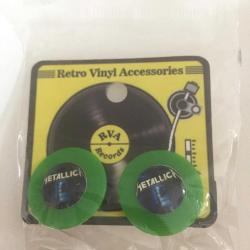 Retro Vinyl Accessories
RVA
Records
METALLICA
METALLICA